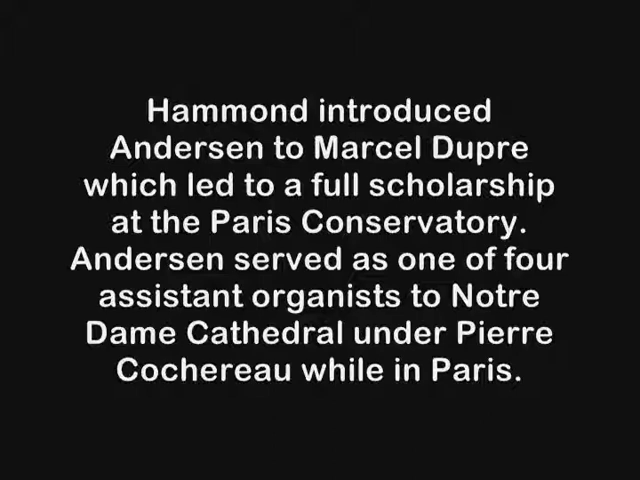 Hammond introduced
Andersen to Marcel Dupre
which led to a full scholarship
at the Paris Conservatory.
Andersen served as one of four
assistant organists to Notre
Dame Cathedral under Pierre
Cochereau while in Paris.